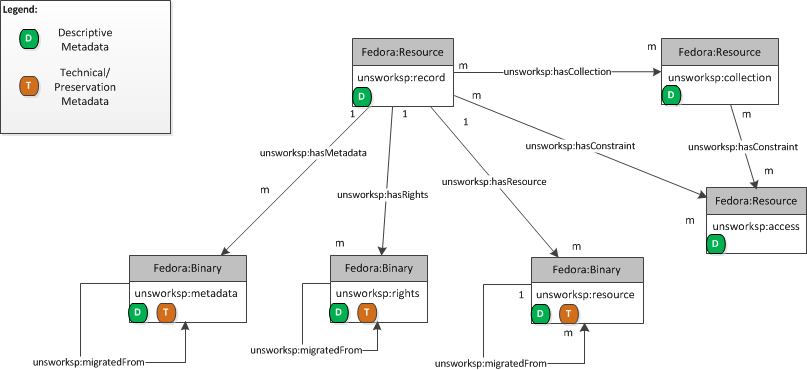 Legend:
D
Descriptive
Metadata
T
Technical/
Preservation
Metadata
Fedora:Resource
unsworksp:record
D
m
unsworksp:hasCollection
m
Fedora:Resource
unsworksp:collection
D
m
1
1
1
m
unsworksp:hasMetadata
unsworksp:hasConstraint
unsworksp:hasConstraint
m
unsworksp:hasResource
m
unsworksp:hasRights
Fedora:Resource
unsworksp:access
D
m
m
m
Fedora:Binary
unsworksp:metadata
D
T
unsworksp:migratedFrom
Fedora:Binary
unsworksp:rights
D
T
unsworksp:migratedFrom
Fedora:Binary
unsworksp:resource
1
D
T
m
unsworksp:migratedFrom